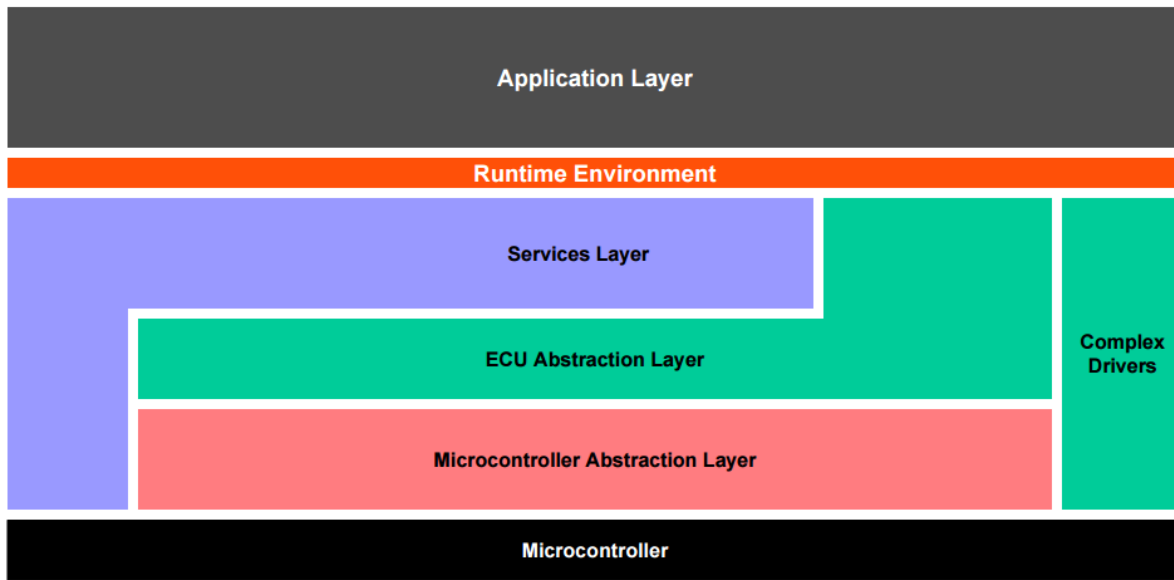 Application Layer
Runtime Environment
Services Layer
ECU Abstraction Layer
Complex
Drivers
Microcontroller Abstraction Layer
Microcontroller